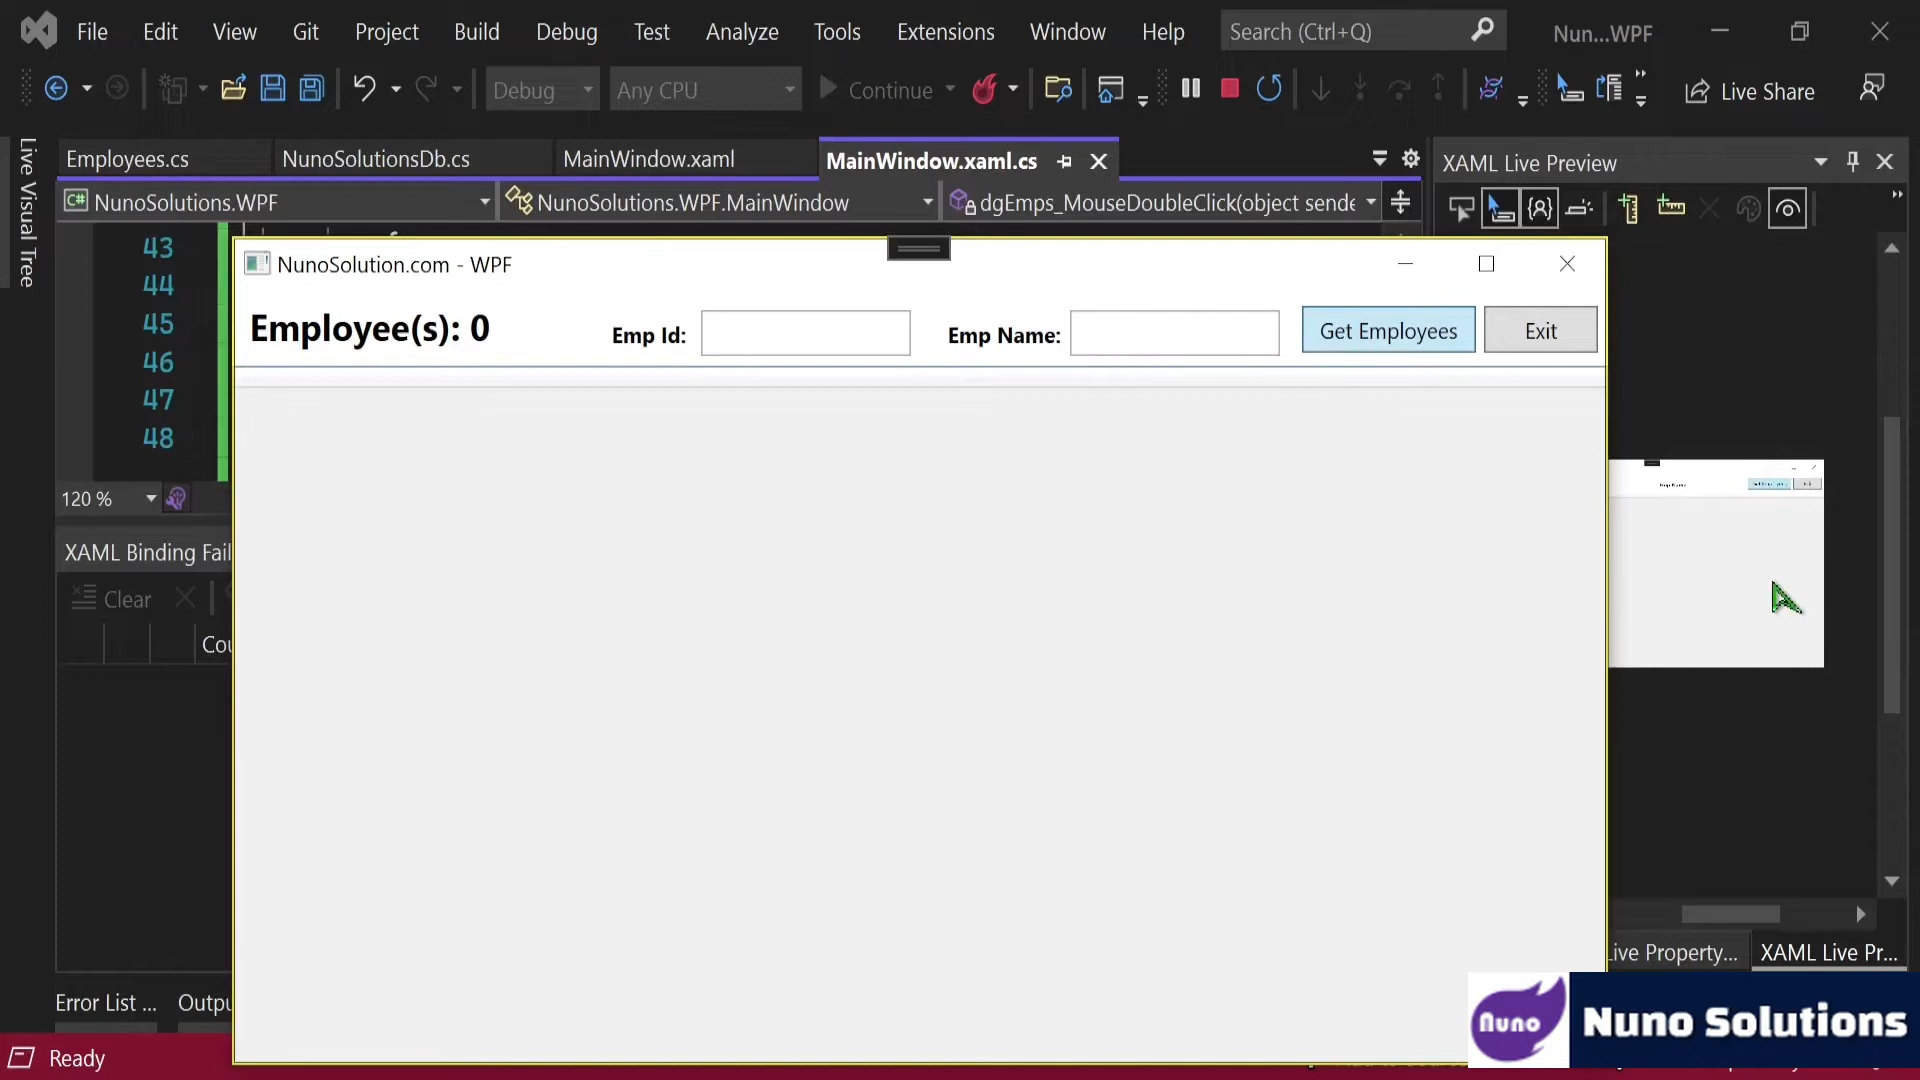 File Edit View Git Project Build Debug Test Analyze Tools Extensions Window Help Search (Ctrl+Q) Nun...WPF
Debug Any CPU Continue Live Share
Live Visual Tree
Employees.cs NunoSolutionsDb.cs MainWindow.xaml MainWindow.xaml.cs XAML Live Preview
C# NunoSolutions.WPF NunoSolutions.WPF.MainWindow dgEmps_MouseDoubleClick(object sende
43
44
45
46
47
48
NunoSolution.com - WPF
Employee(s): 0 Emp Id: Emp Name: Get Employees Exit
120 %
XAML Binding Fail
Clear
Cou
Live Property... XAML Live Pr...
Error List ... Outpu
Ready
Nuno Nuno Solutions